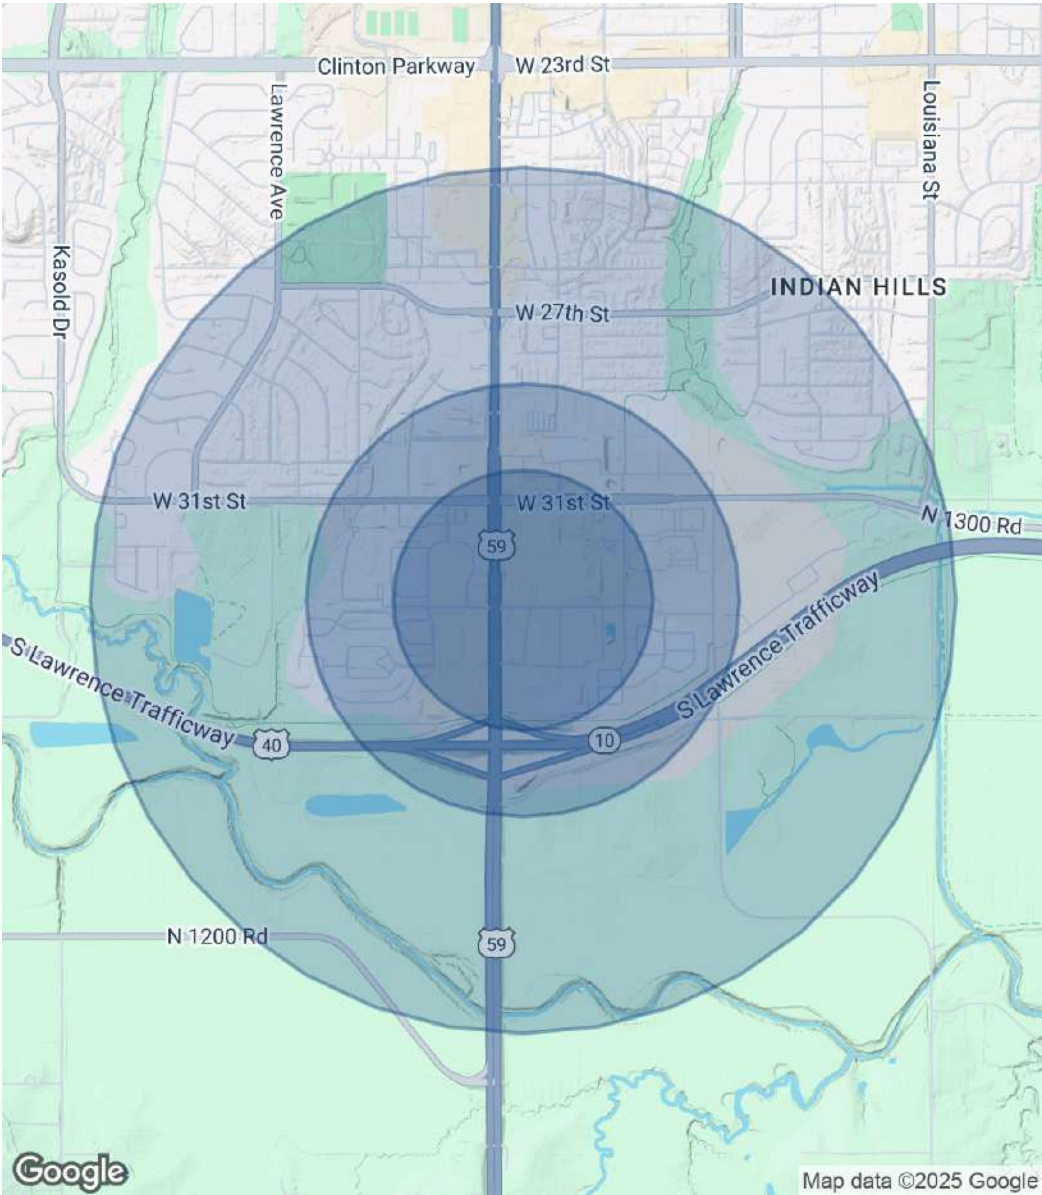 Clinton Parkway
W 23rd St
Lawrence Ave
Louisiana St
Kasold Dr
INDIAN HILLS
W 27th St
W 31st St
W 31st St
N 1300 Rd
59
S Lawrence Trafficway
S Lawrence Trafficway
40
10
N 1200 Rd
59
Google
Map data ©2025 Google